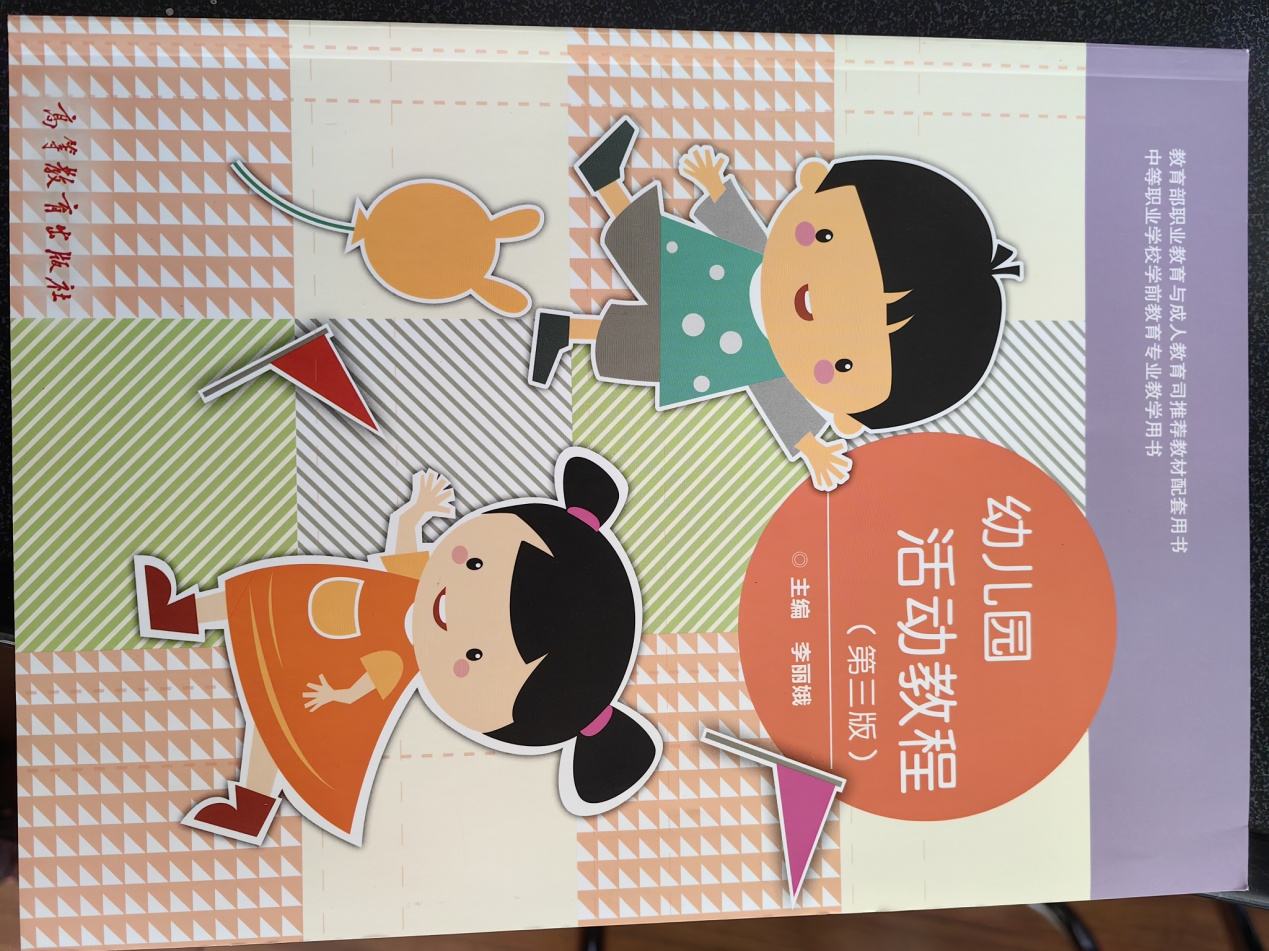 教育部职业教育与成人教育司推荐教材配套用书
中等职业学校学前教育专业教学用书
幼儿园
活动教程
（第三版）
◎ 主编 李丽娥
高等教育出版社